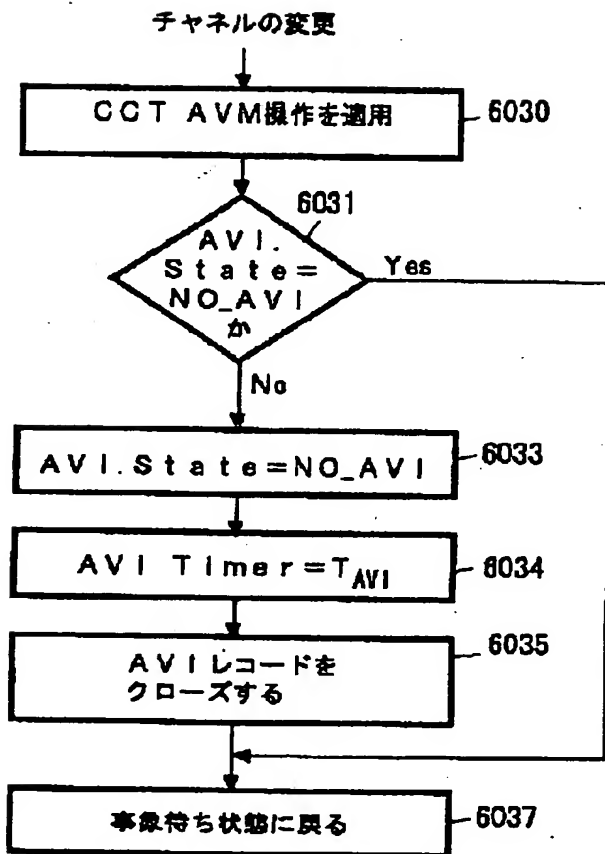 チャネルの変更
CCT AVM操作を適用
6030
6031
AVI.
State=
NO_AVI
か
Yes
No
AVI.State=NO_AVI
6033
AVI Timer=TAVI
6034
AVIレコードを
クローズする
6035
事象待ち状態に戻る
6037